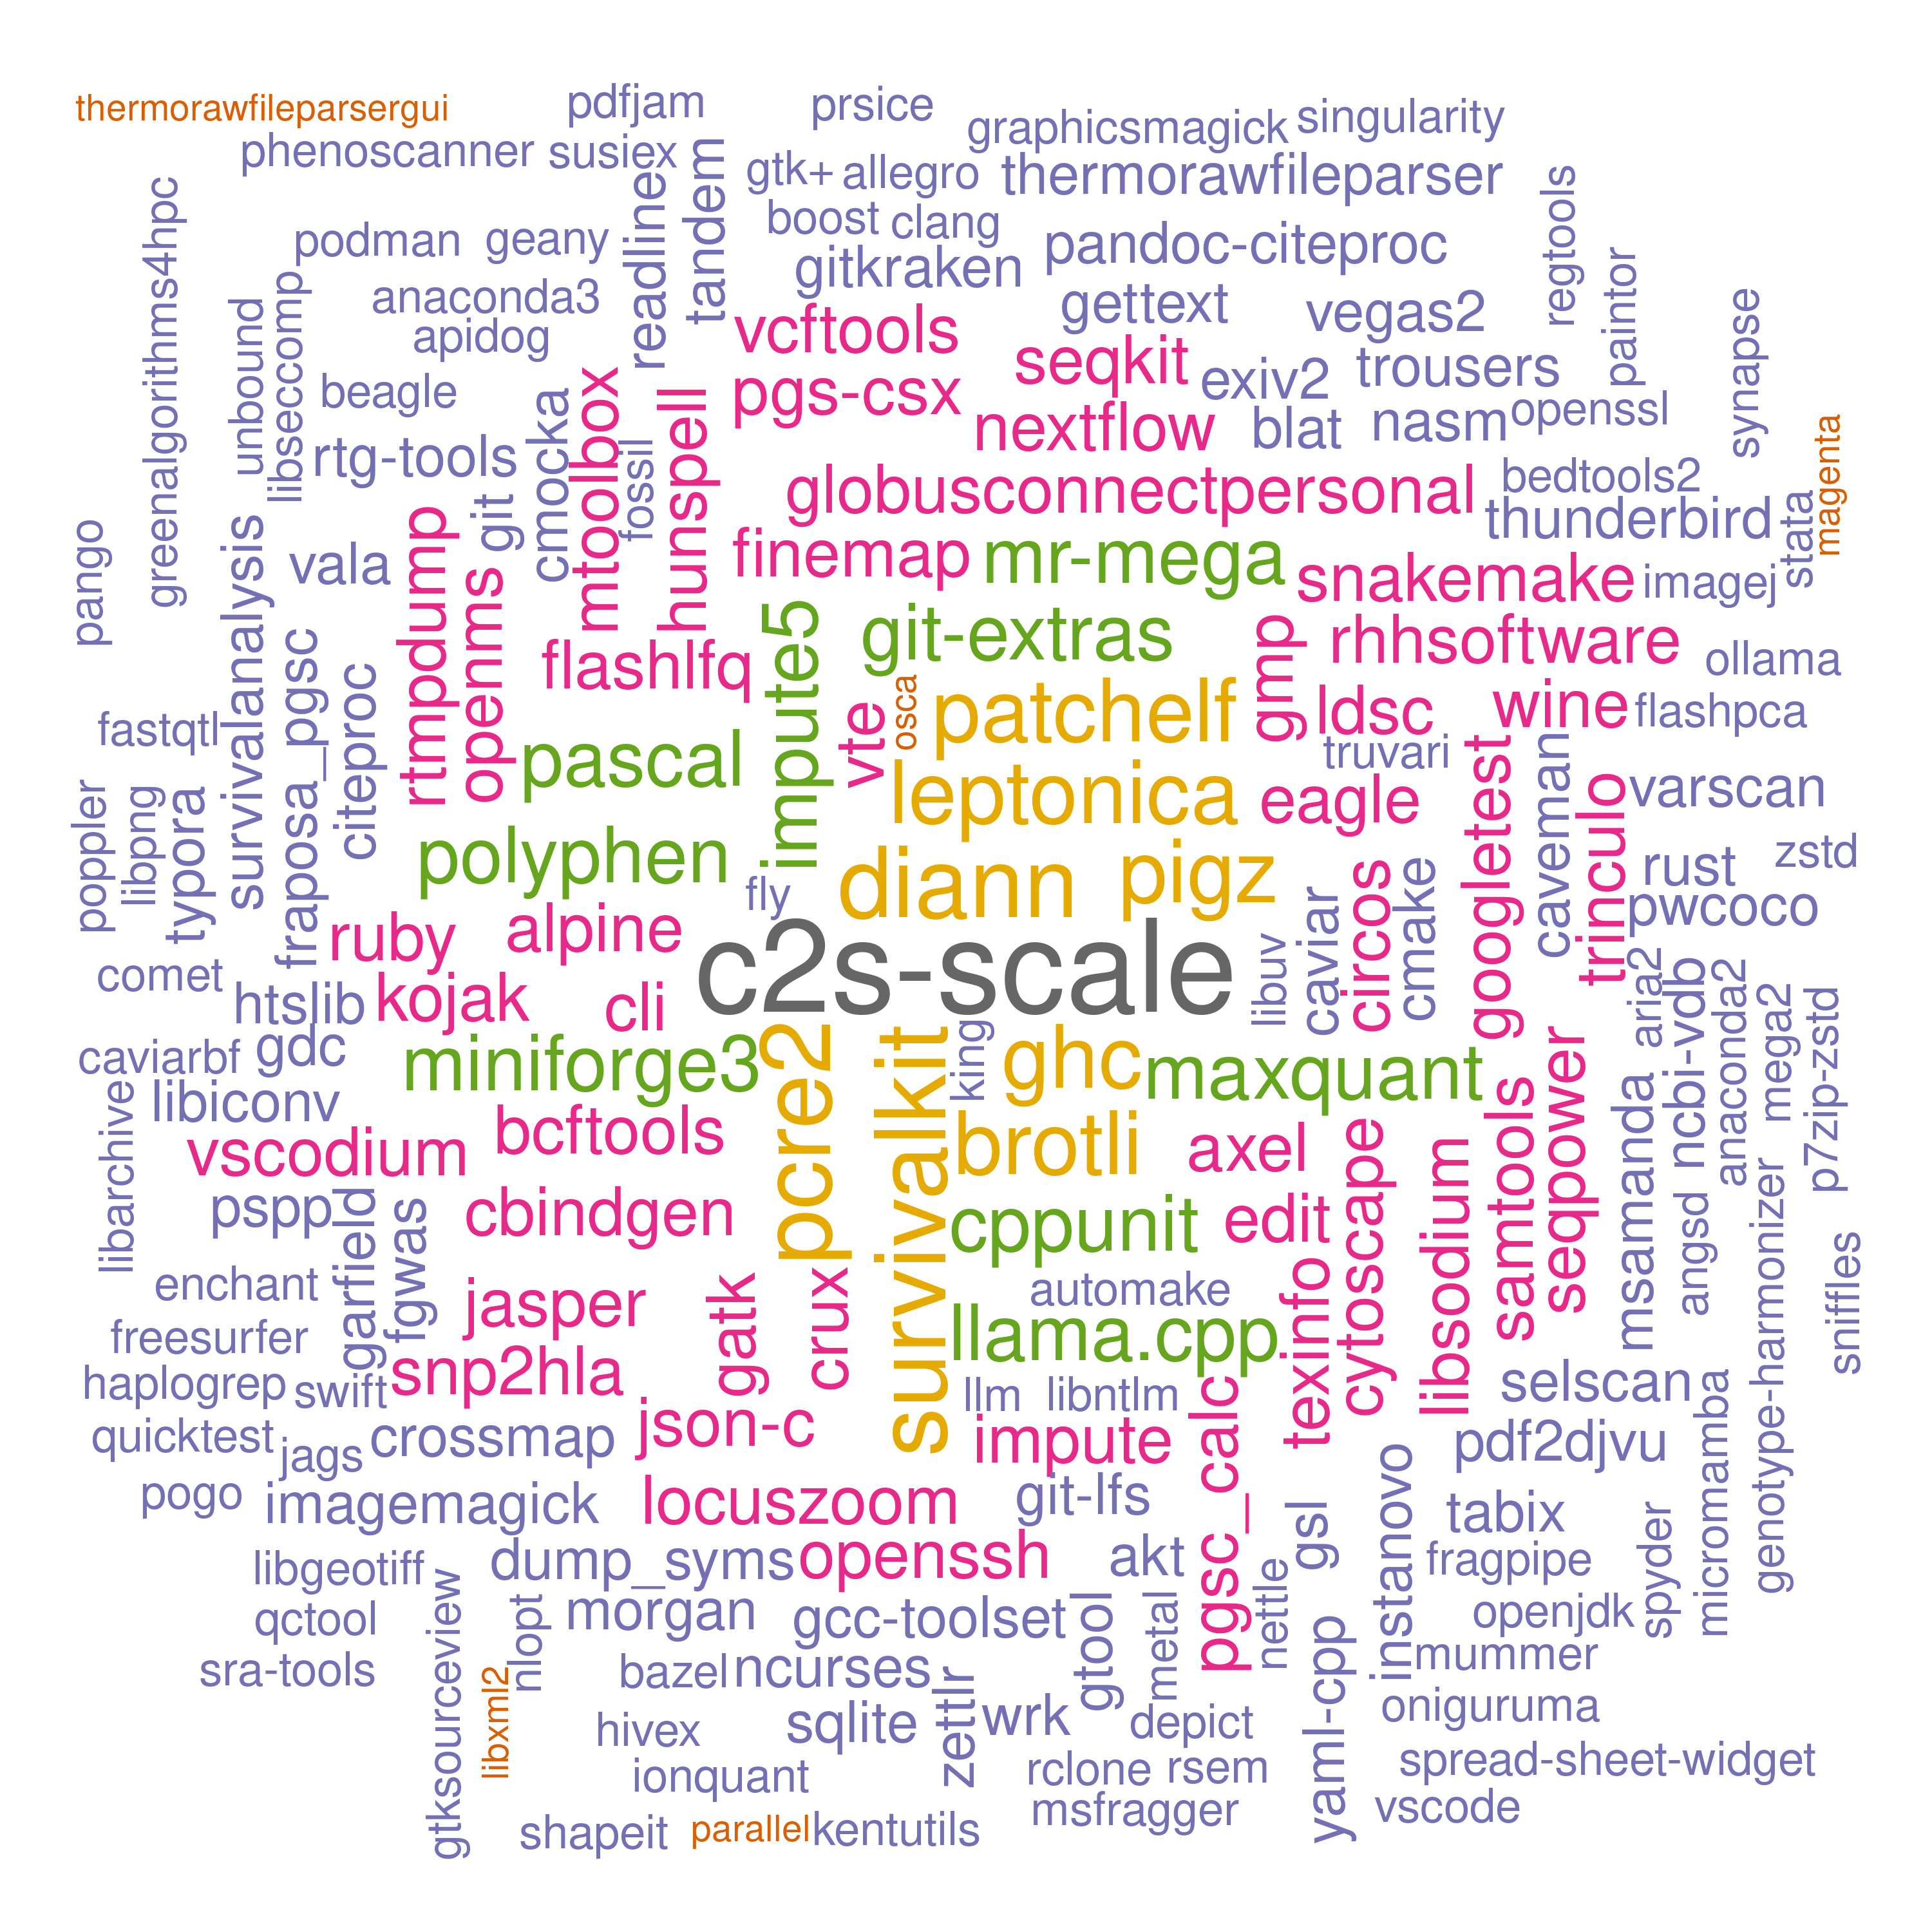 thermorawfileparsergui
pdfjam
prsice
graphicsmagick
singularity
phenoscanner
susiex
tandem
readline
gtk+
allegro
thermorawfileparser
regtools
greenalgorithms4hpc
podman
geany
boost
clang
pandoc-citeproc
gitkraken
paintor
synapse
unbound
libseccomp
anaconda3
apidog
gettext
vegas2
vcftools
seqkit
exiv2
trousers
beagle
cmocka
mtoolbox
hunspell
pgs-csx
nextflow
blat
nasm
openssl
magenta
rtg-tools
git
fossil
globusconnectpersonal
bedtools2
thunderbird
stata
pango
survivalanalysis
vala
rtmpdump
openms
finemap
mr-mega
snakemake
imagej
fraposa_pgsc
citeproc
flashlfq
impute5
git-extras
gmp
rhhsoftware
ollama
fastqtl
vte
osca
patchelf
ldsc
wine
flashpca
pascal
truvari
googletest
caveman
trinculo
poppler
libpng
typora
leptonica
eagle
varscan
polyphen
fly
diann
pigz
circos
cmake
rust
zstd
ruby
alpine
c2s-scale
libuv
caviar
pwcoco
comet
htslib
kojak
cli
aria2
ncbi-vdb
anaconda2
mega2
p7zip-zstd
caviarbf
gdc
miniforge3
pcre2
survivalkit
king
ghc
maxquant
samtools
seqpower
msamanda
libarchive
libiconv
vscodium
bcftools
brotli
axel
cytoscape
libsodium
angsd
genotype-harmonizer
pspp
garfield
fgwas
cbindgen
cppunit
edit
sniffles
enchant
jasper
gatk
crux
automake
texinfo
freesurfer
llama.cpp
haplogrep
swift
snp2hla
llm
libntlm
pgsc_calc
selscan
micromamba
quicktest
jags
crossmap
json-c
impute
pdf2djvu
pogo
imagemagick
locuszoom
git-lfs
gsl
instanovo
tabix
spyder
libgeotiff
dump_syms
openssh
akt
nettle
fragpipe
qctool
gtksourceview
nlopt
morgan
gcc-toolset
gtool
metal
yaml-cpp
openjdk
sra-tools
libxml2
bazel
ncurses
zettlr
mummer
hivex
sqlite
wrk
depict
oniguruma
ionquant
rclone
rsem
spread-sheet-widget
shapeit
parallel
kentutils
msfragger
vscode